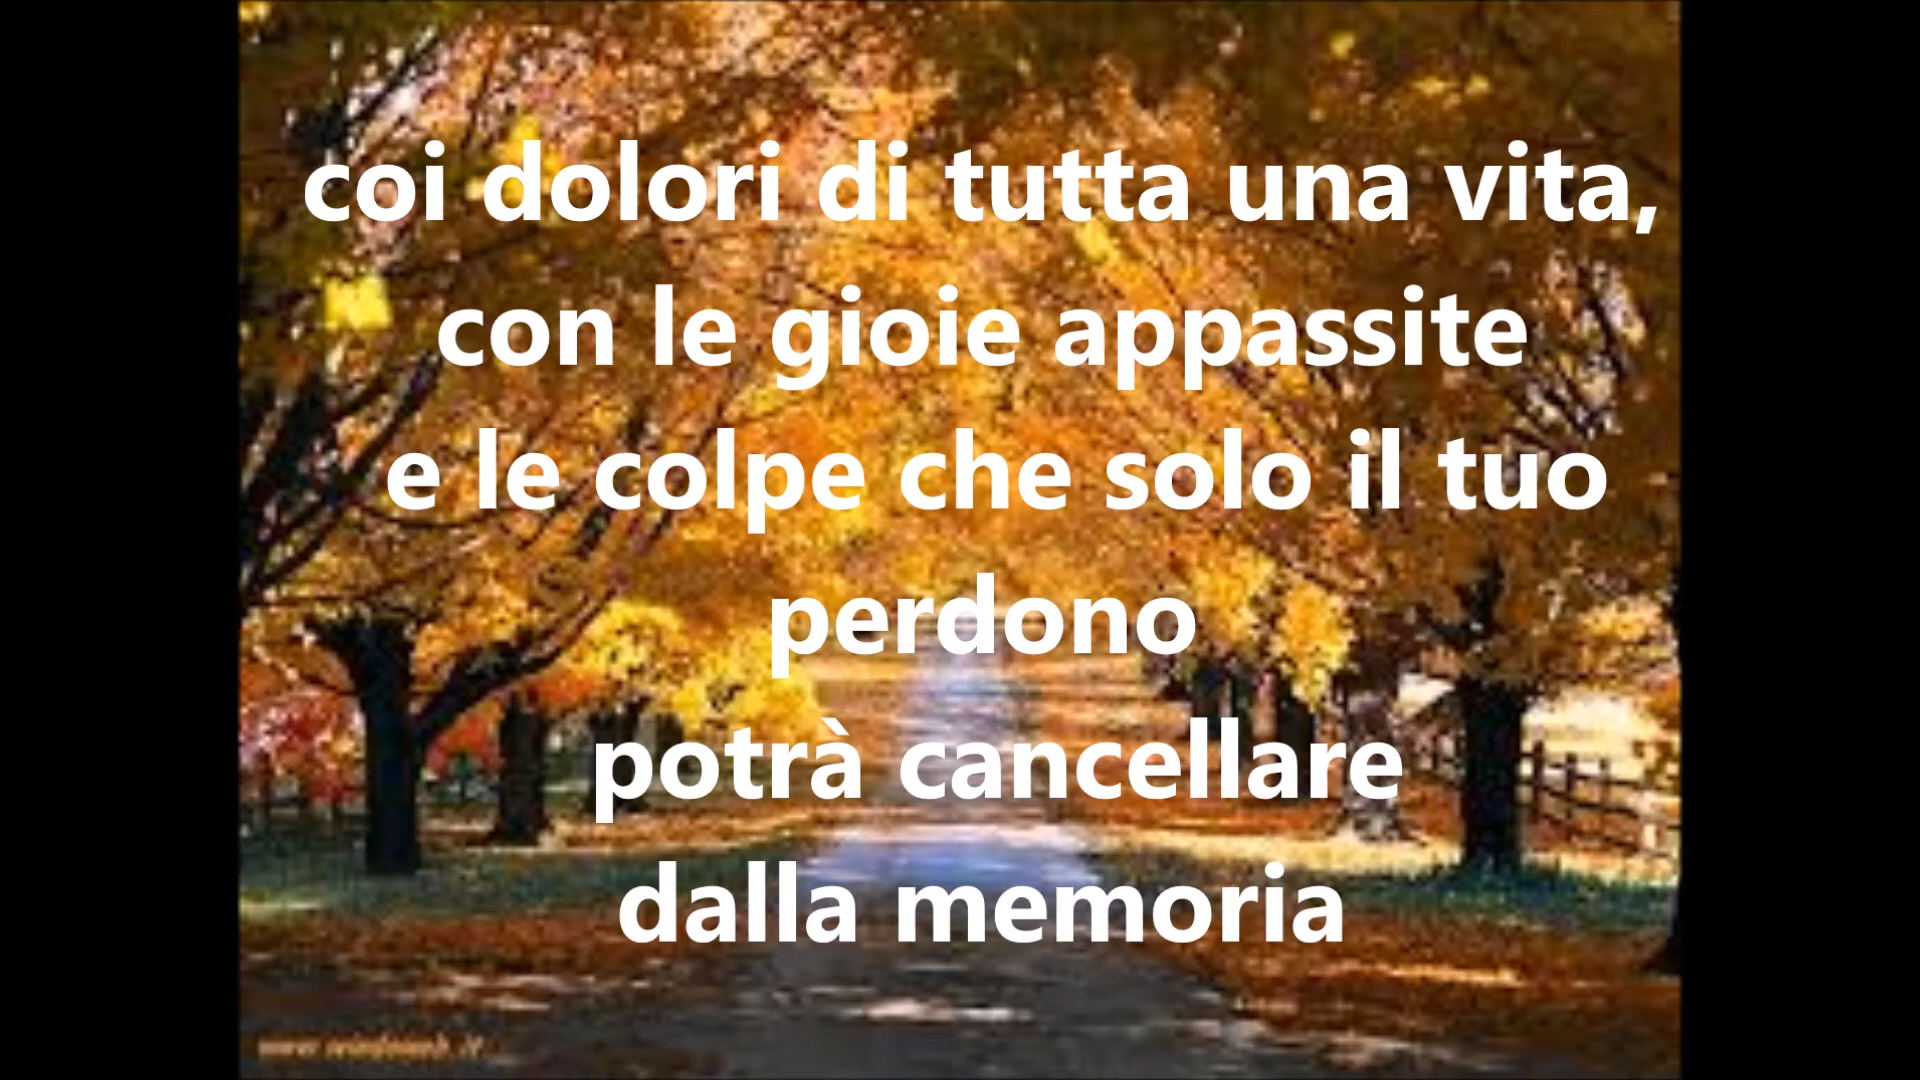 coi dolori di tutta una vita,
con le gioie appassite
e le colpe che solo il tuo
perdono
potrà cancellare
dalla memoria